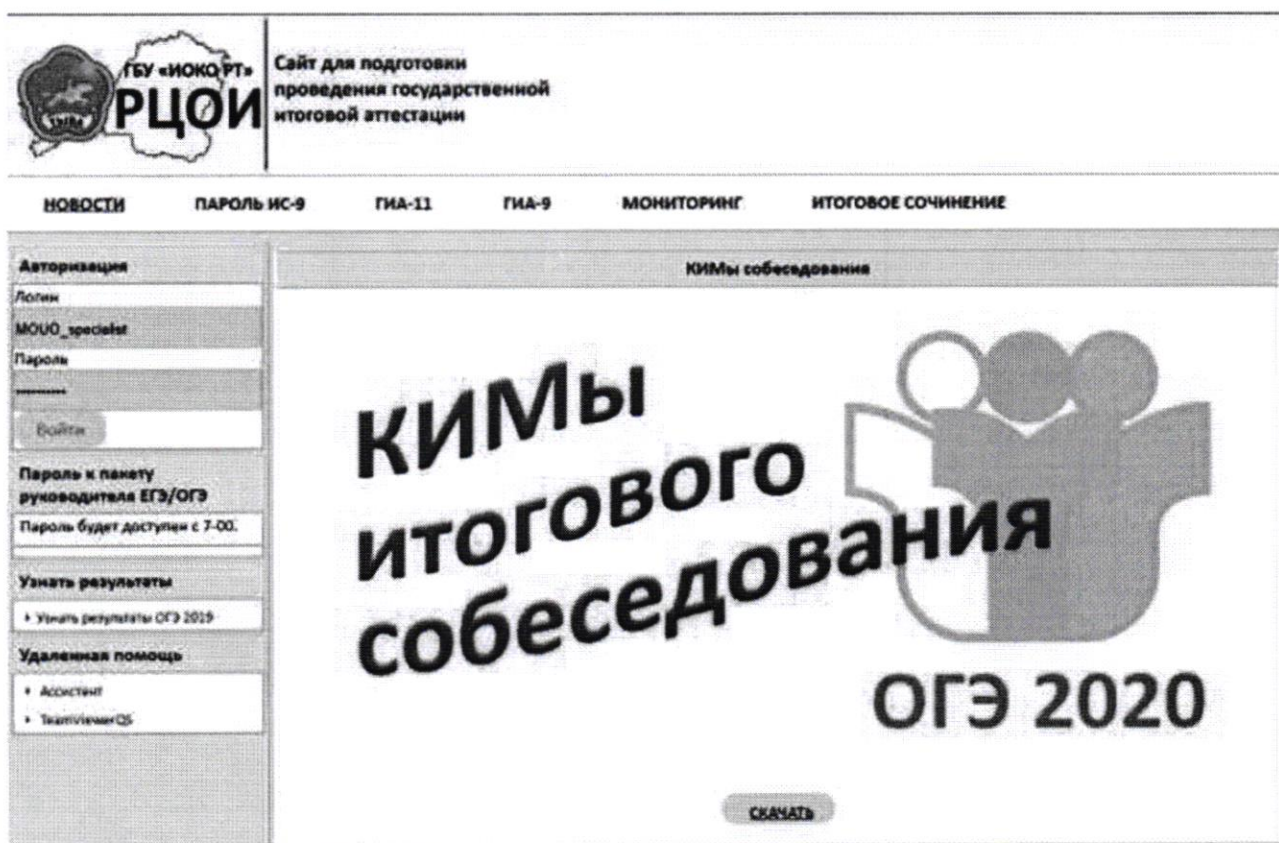 ГБУ «ИОКО РТ»
РЦОИ
ТЫВА
Сайт для подготовки
проведения государственной
итоговой аттестации
НОВОСТИ ПАРОЛЬ ИС-9 ГИА-11 ГИА-9 МОНИТОРИНГ ИТОГОВОЕ СОЧИНЕНИЕ
Авторизация
Логин
MOUO_specialist
Пароль
Войти
Пароль к пакету
руководителя ЕГЭ/ОГЭ
Пароль будет доступен с 7-00.
Узнать результаты
Узнать результаты ОГЭ 2019
Удаленная помощь
Ассистент
TeamViewerQS
КИМы собеседования
КИМы
итогового
собеседования
ОГЭ 2020
СКАЧАТЬ